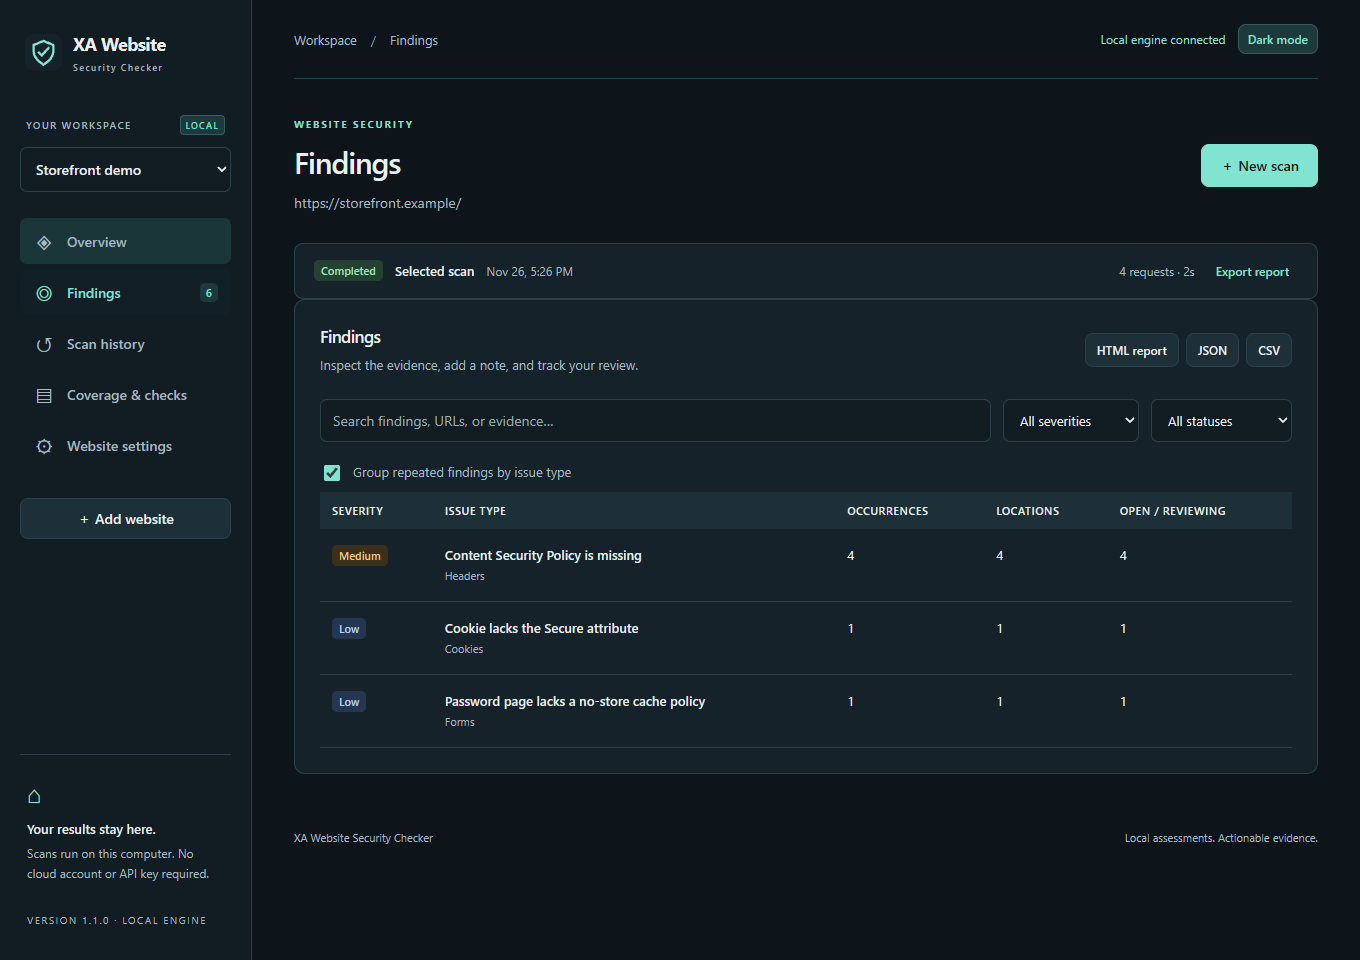 XA Website
Security Checker
YOUR WORKSPACE
LOCAL
Storefront demo
Overview
Findings
6
Scan history
Coverage & checks
Website settings
+ Add website
Your results stay here.
Scans run on this computer. No
cloud account or API key required.
VERSION 1.1.0 · LOCAL ENGINE
Workspace / Findings
Local engine connected
Dark mode
WEBSITE SECURITY
Findings
https://storefront.example/
+ New scan
Completed Selected scan Nov 26, 5:26 PM
4 requests · 2s
Export report
Findings
Inspect the evidence, add a note, and track your review.
HTML report
JSON
CSV
Search findings, URLs, or evidence...
All severities
All statuses
Group repeated findings by issue type
SEVERITY ISSUE TYPE OCCURRENCES LOCATIONS OPEN / REVIEWING
Medium Content Security Policy is missing 4 4 4
Headers
Low Cookie lacks the Secure attribute 1 1 1
Cookies
Low Password page lacks a no-store cache policy 1 1 1
Forms
XA Website Security Checker
Local assessments. Actionable evidence.